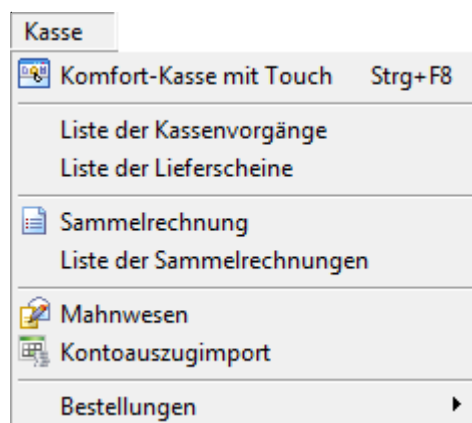 Kasse
Komfort-Kasse mit Touch Strg+F8
Liste der Kassenvorgänge
Liste der Lieferscheine
Sammelrechnung
Liste der Sammelrechnungen
Mahnwesen
Kontoauszugimport
Bestellungen